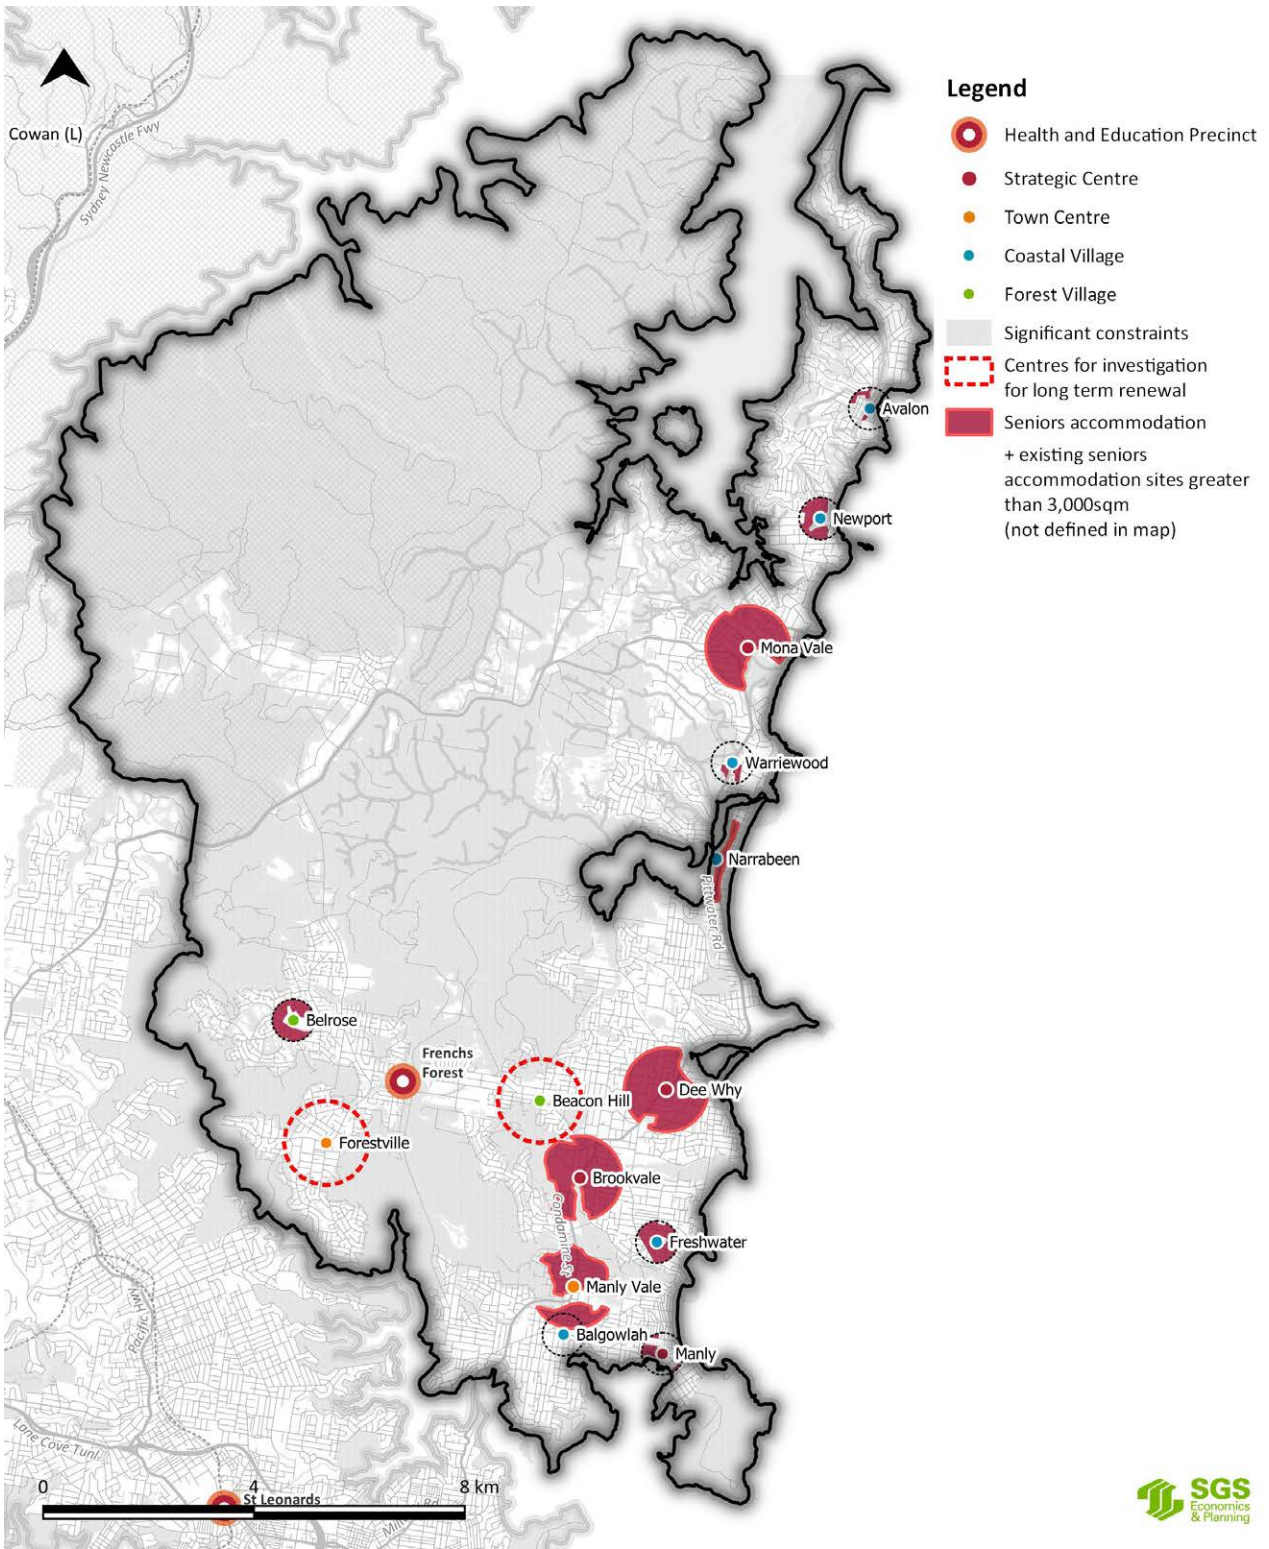 Legend
Health and Education Precinct
Strategic Centre
Town Centre
Coastal Village
Forest Village
Significant constraints
Centres for investigation
for long term renewal
Seniors accommodation
+ existing seniors
accommodation sites greater
than 3,000sqm
(not defined in map)
Cowan (L)
Sydney Newcastle Fwy
Avalon
Newport
Mona Vale
Warriewood
Narrabeen
Pittwater Rd
Belrose
Frenchs
Forest
Beacon Hill
Dee Why
Forestville
Brookvale
Condamine St
Freshwater
Manly Vale
Balgowlah
Manly
Pacific Hwy
Lane Cove Tunl
St Leonards
0 4 8 km
SGS
Economics
& Planning